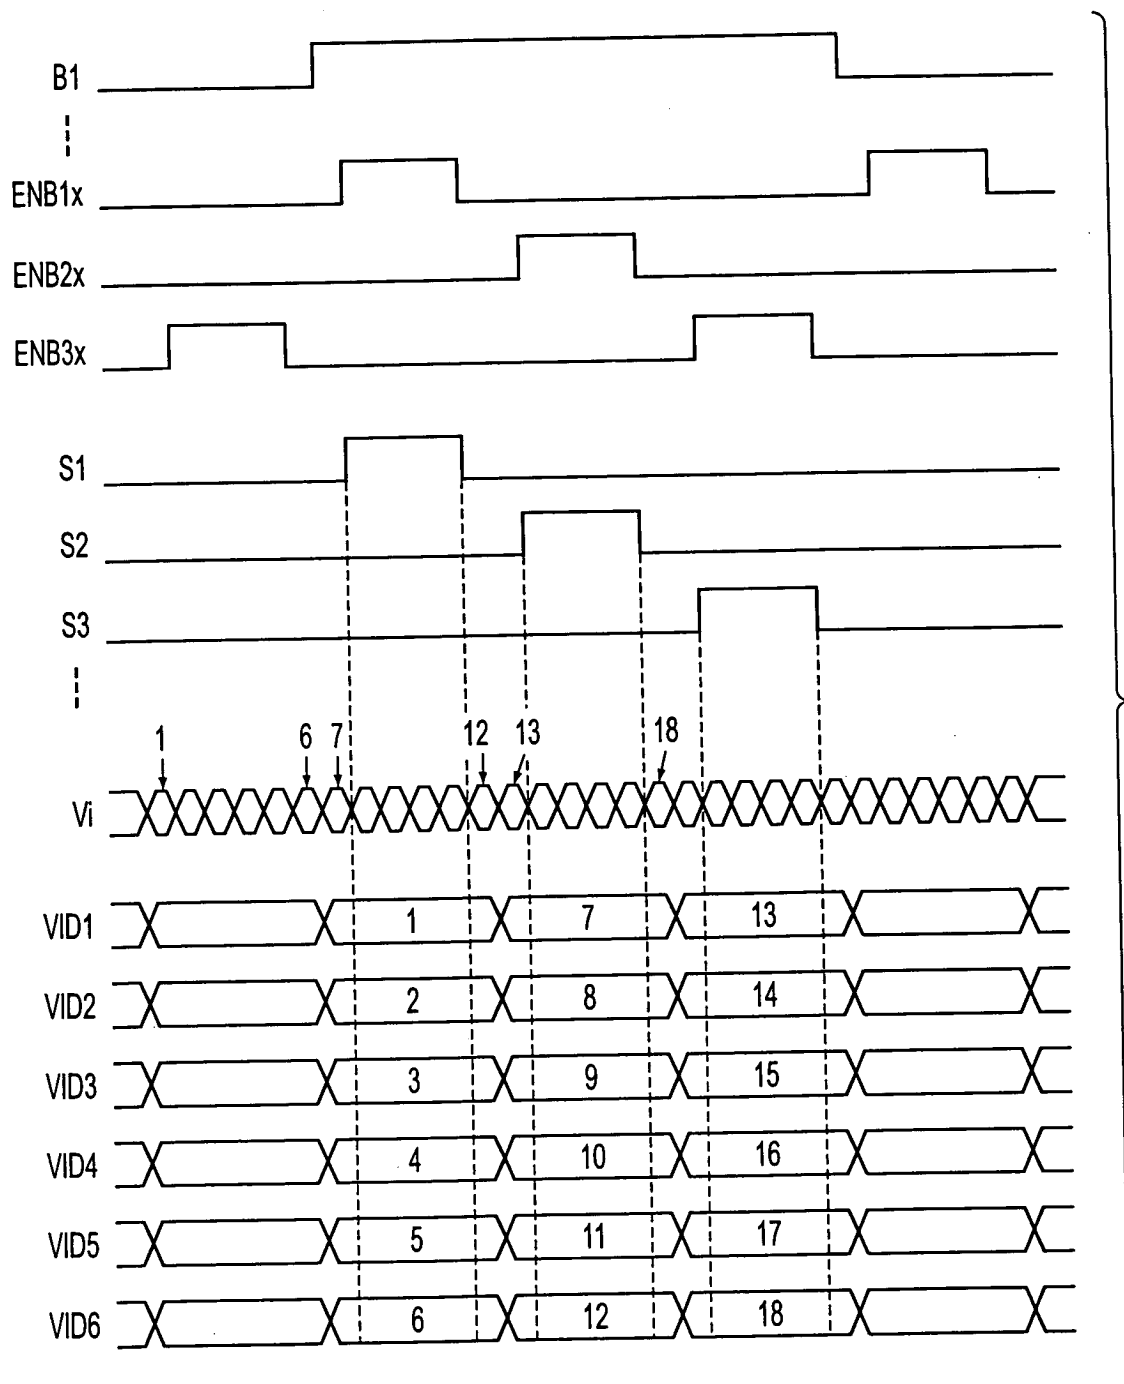 B1
ENB1x
ENB2x
ENB3x
S1
S2
S3
1 6 7 12 13 18
Vi
VID1 1 7 13
VID2 2 8 14
VID3 3 9 15
VID4 4 10 16
VID5 5 11 17
VID6 6 12 18